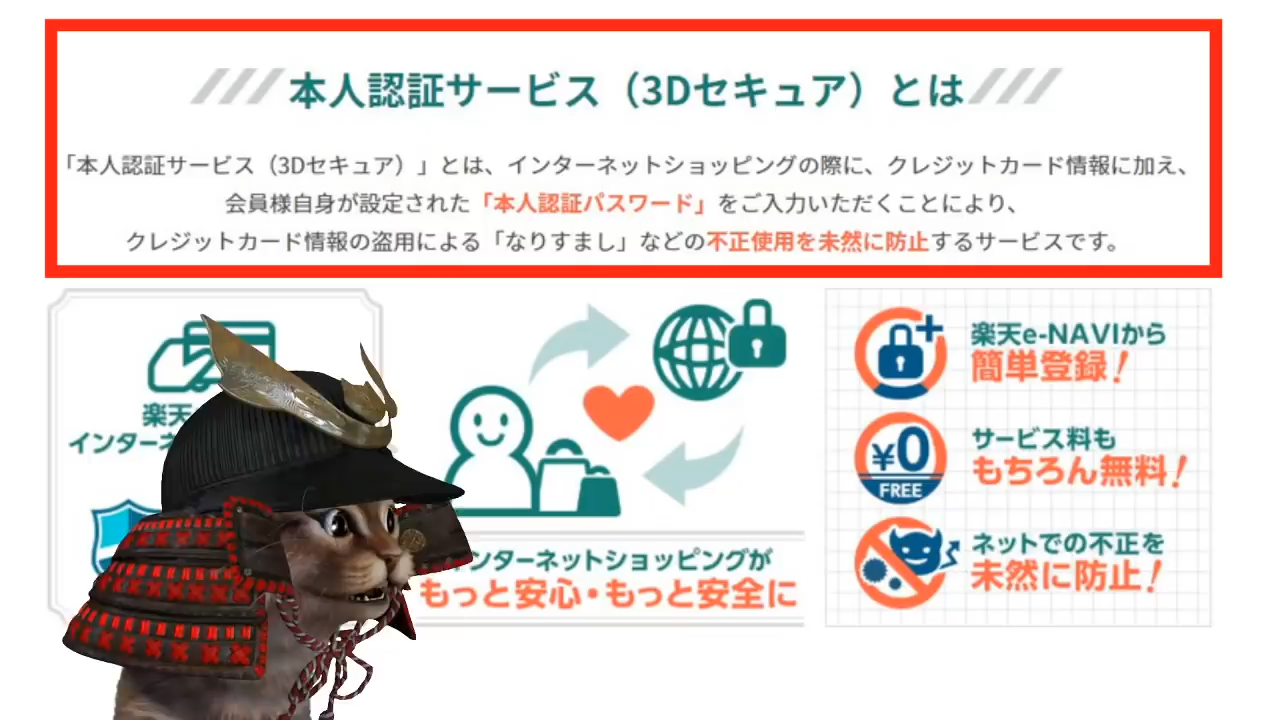 本人認証サービス（3Dセキュア）とは
「本人認証サービス（3Dセキュア）」とは、インターネットショッピングの際に、クレジットカード情報に加え、
会員様自身が設定された「本人認証パスワード」をご入力いただくことにより、
クレジットカード情報の盗用による「なりすまし」などの不正使用を未然に防止するサービスです。
楽天
インターネ
ンターネットショッピングが
もっと安心・もっと安全に
楽天e-NAVIから
簡単登録！
¥0
FREE
サービス料も
もちろん無料！
ネットでの不正を
未然に防止！